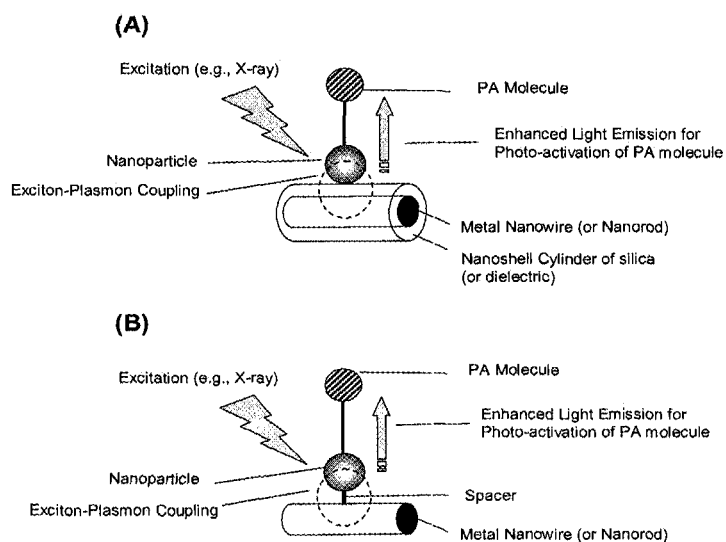 (A)
Excitation (e.g., X-ray)
PA Molecule
Enhanced Light Emission for
Photo-activation of PA molecule
Nanoparticle
Exciton-Plasmon Coupling
Metal Nanowire (or Nanorod)
Nanoshell Cylinder of silica
(or dielectric)
(B)
Excitation (e.g., X-ray)
PA Molecule
Enhanced Light Emission for
Photo-activation of PA molecule
Nanoparticle
Spacer
Exciton-Plasmon Coupling
Metal Nanowire (or Nanorod)